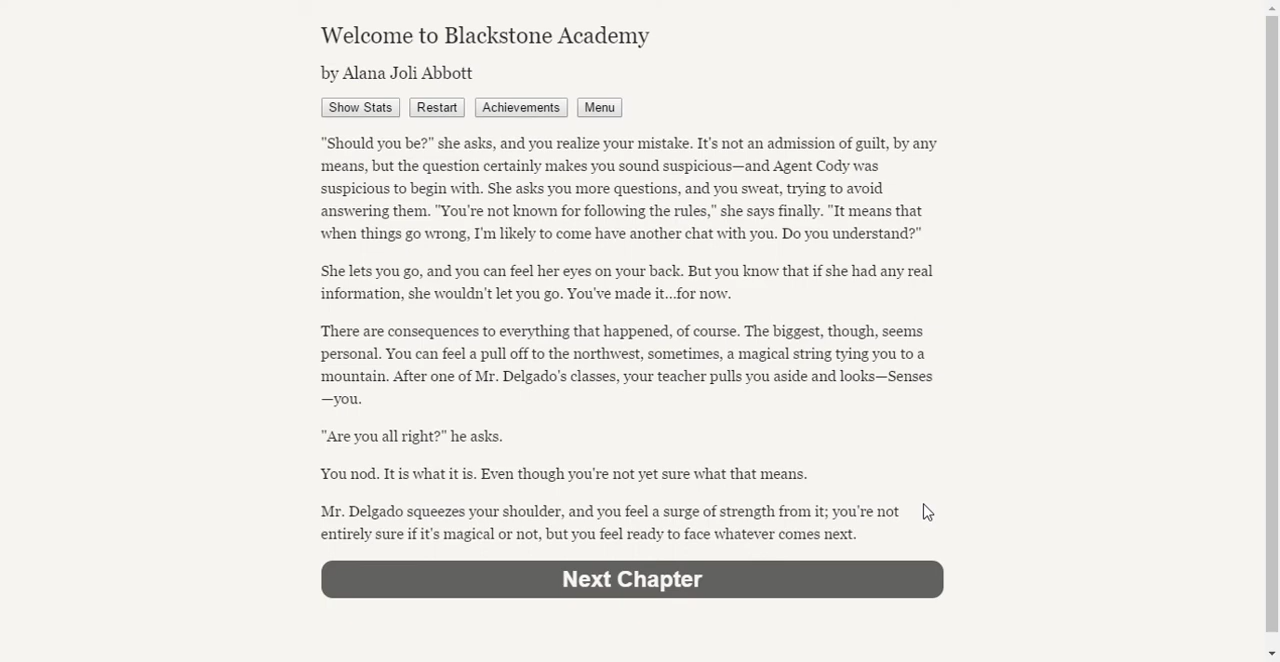 Welcome to Blackstone Academy
by Alana Joli Abbott
Show Stats Restart Achievements Menu
"Should you be?" she asks, and you realize your mistake. It's not an admission of guilt, by any
means, but the question certainly makes you sound suspicious—and Agent Cody was
suspicious to begin with. She asks you more questions, and you sweat, trying to avoid
answering them. "You're not known for following the rules," she says finally. "It means that
when things go wrong, I'm likely to come have another chat with you. Do you understand?"
She lets you go, and you can feel her eyes on your back. But you know that if she had any real
information, she wouldn't let you go. You've made it...for now.
There are consequences to everything that happened, of course. The biggest, though, seems
personal. You can feel a pull off to the northwest, sometimes, a magical string tying you to a
mountain. After one of Mr. Delgado's classes, your teacher pulls you aside and looks—Senses
—you.
"Are you all right?" he asks.
You nod. It is what it is. Even though you're not yet sure what that means.
Mr. Delgado squeezes your shoulder, and you feel a surge of strength from it; you're not
entirely sure if it's magical or not, but you feel ready to face whatever comes next.
Next Chapter